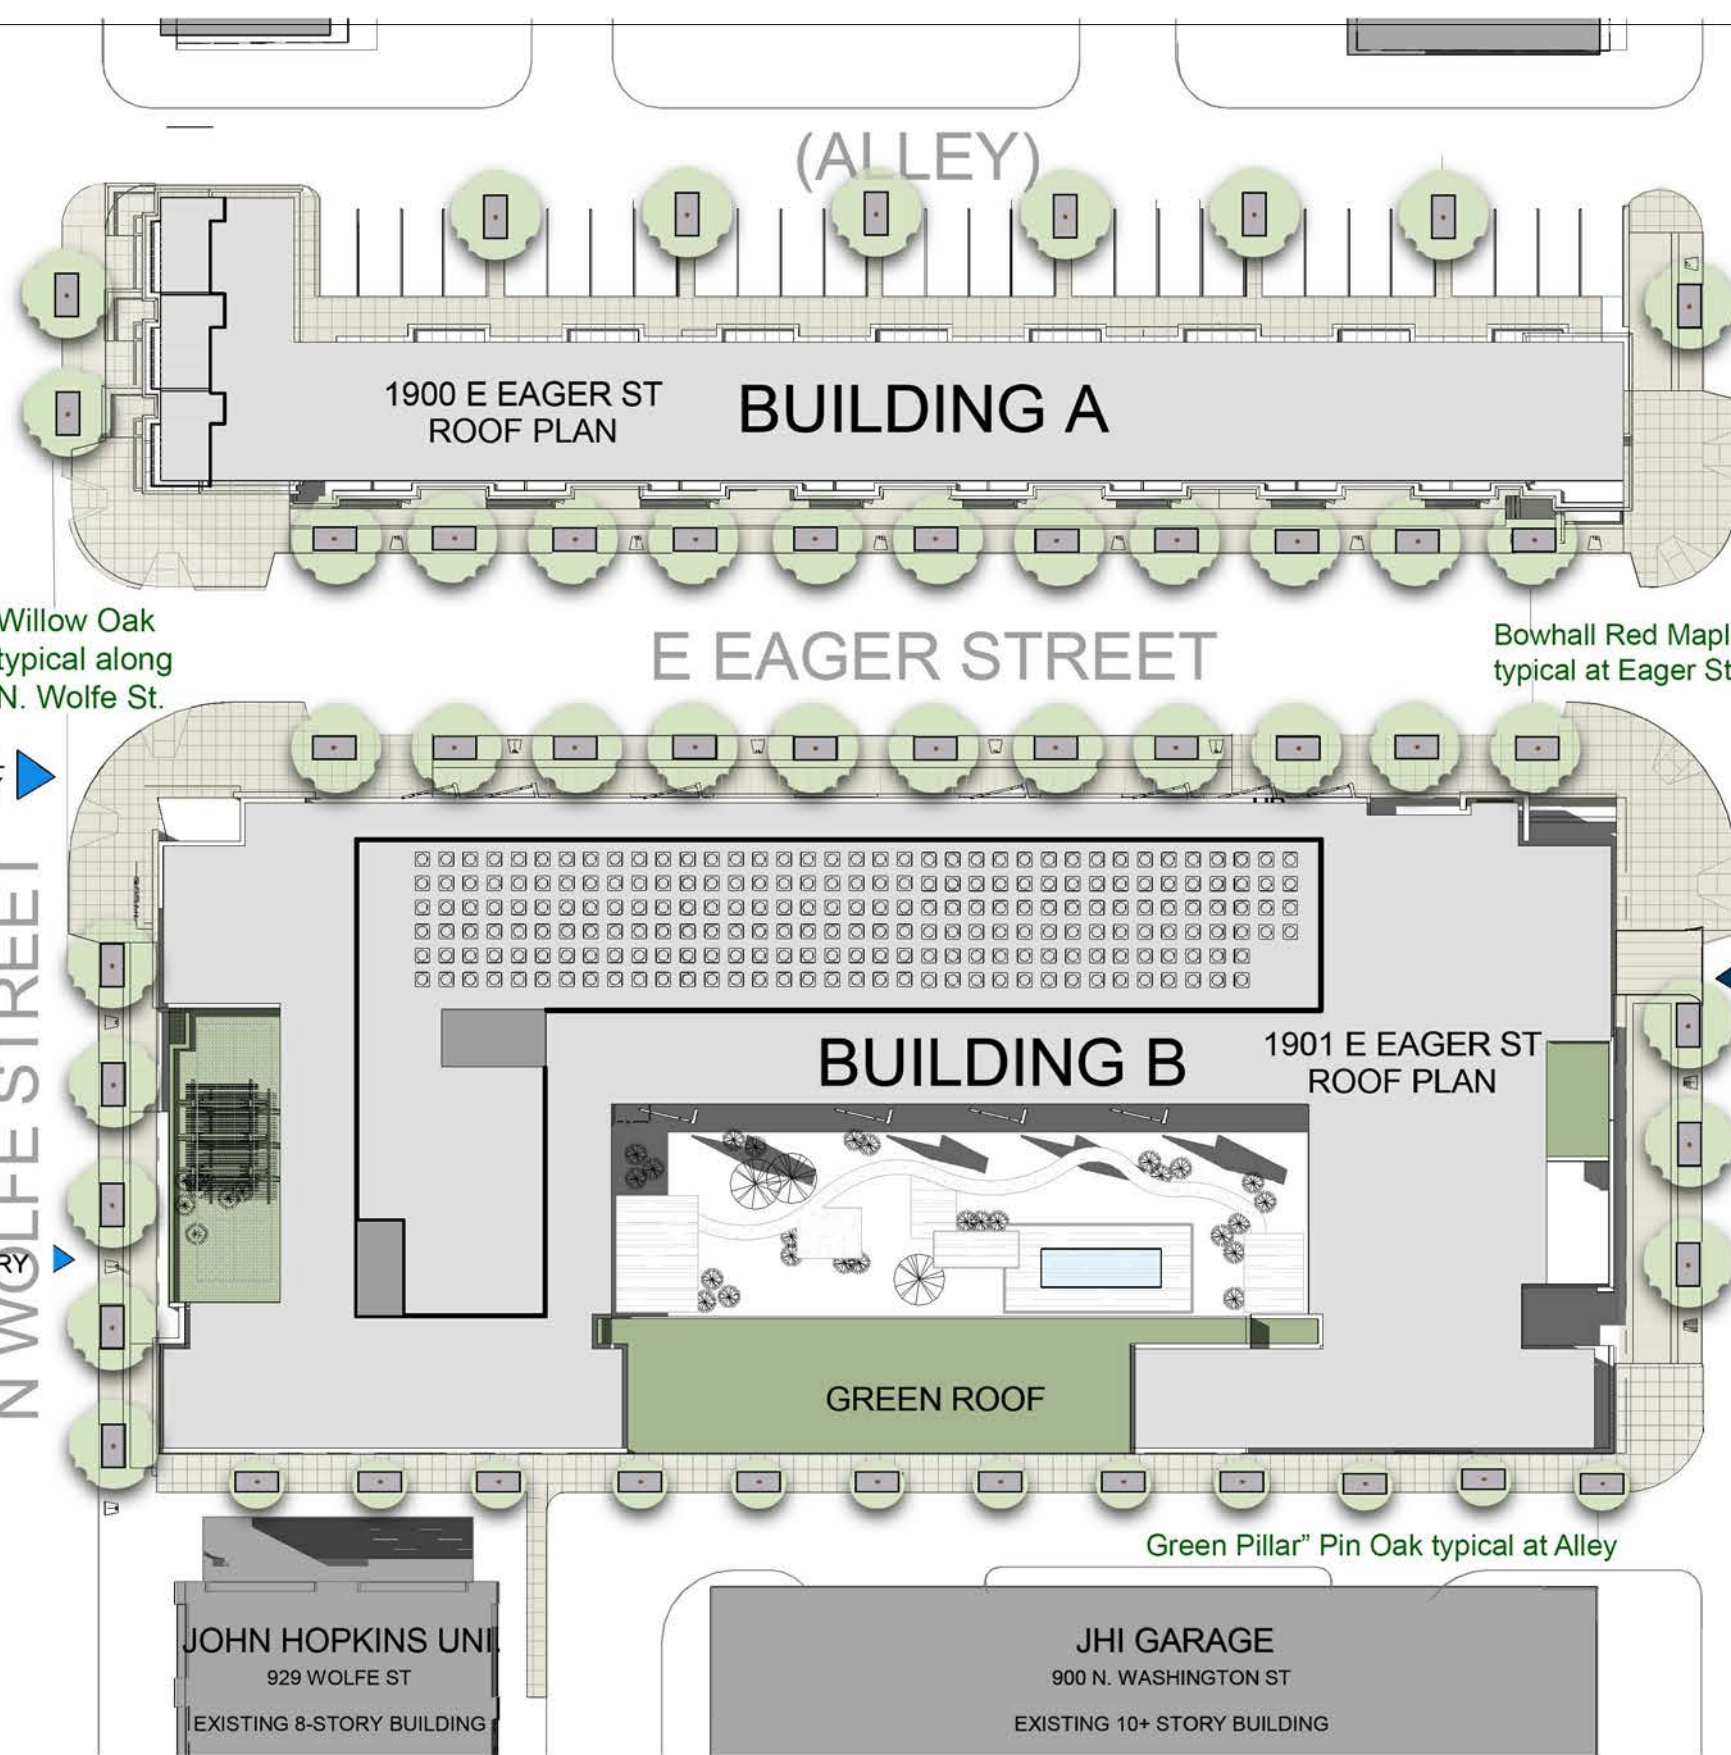 (ALLEY)
1900 E EAGER ST
ROOF PLAN
BUILDING A
Willow Oak
typical along
N. Wolfe St.
E EAGER STREET
Bowhall Red Mapl
typical at Eager St
N WOLFE STREET
RY
BUILDING B
1901 E EAGER ST
ROOF PLAN
GREEN ROOF
Green Pillar” Pin Oak typical at Alley
JOHN HOPKINS UNI.
929 WOLFE ST
EXISTING 8-STORY BUILDING
JHI GARAGE
900 N. WASHINGTON ST
EXISTING 10+ STORY BUILDING